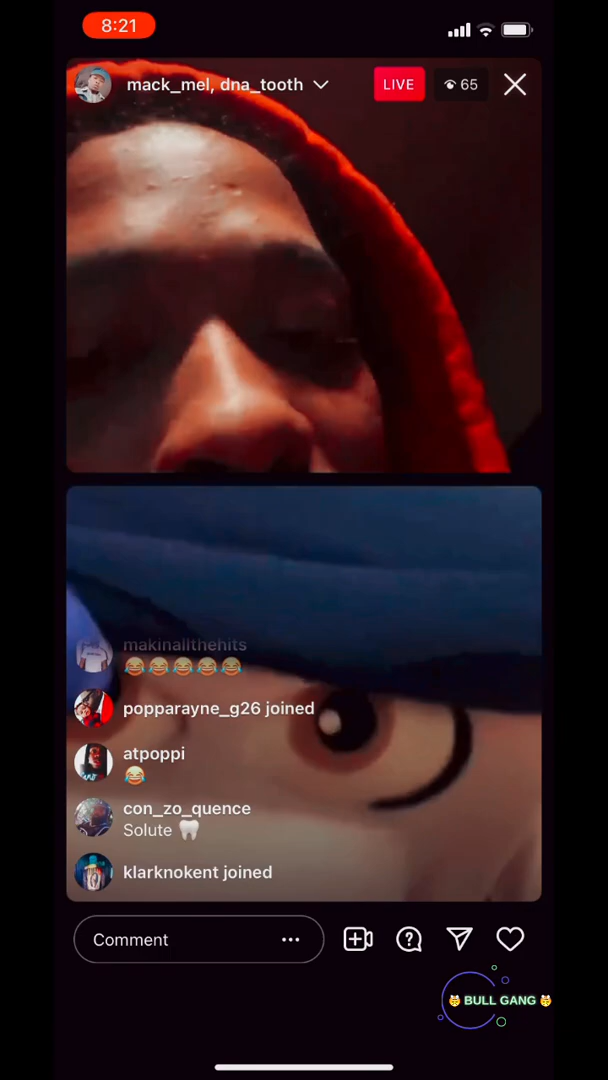 8:21
mack_mel, dna_tooth
LIVE
65
makinallthehits
😂😂😂😂😂
popparayne_g26 joined
atpoppi
😂
con_zo_quence
Solute 🦷
klarknokent joined
Comment
😽 BULL GANG 😽